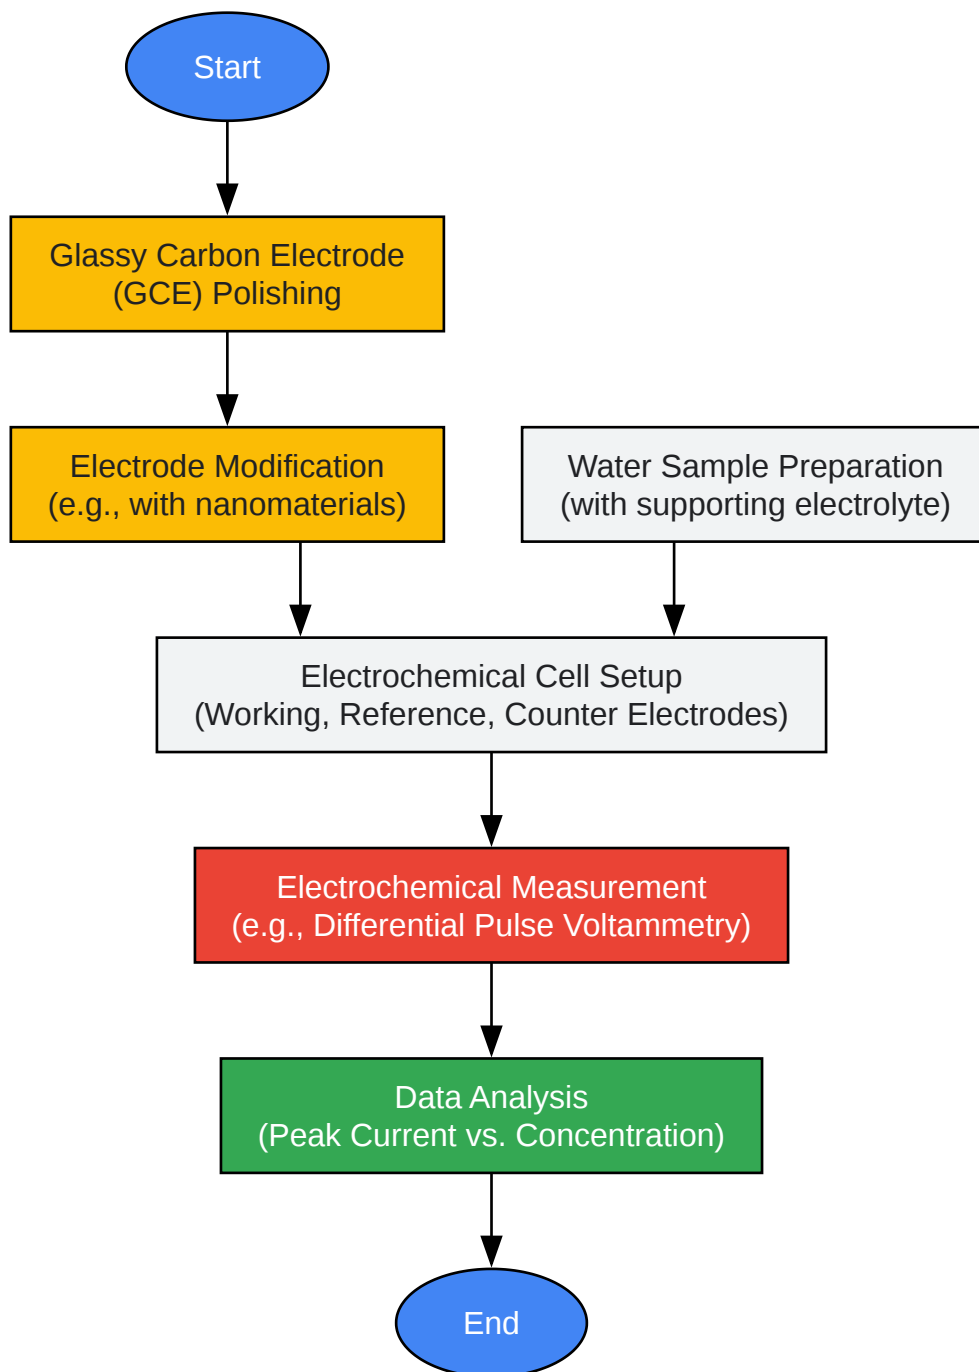 Start
Glassy Carbon Electrode
(GCE) Polishing
Electrode Modification
(e.g., with nanomaterials)
Water Sample Preparation
(with supporting electrolyte)
Electrochemical Cell Setup
(Working, Reference, Counter Electrodes)
Electrochemical Measurement
(e.g., Differential Pulse Voltammetry)
Data Analysis
(Peak Current vs. Concentration)
End